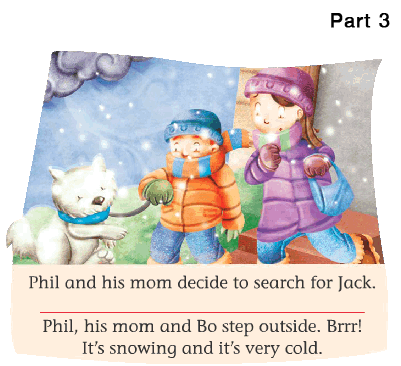 Part 3
Phil and his mom decide to search for Jack.
Phil, his mom and Bo step outside. Brrr!
It's snowing and it's very cold.